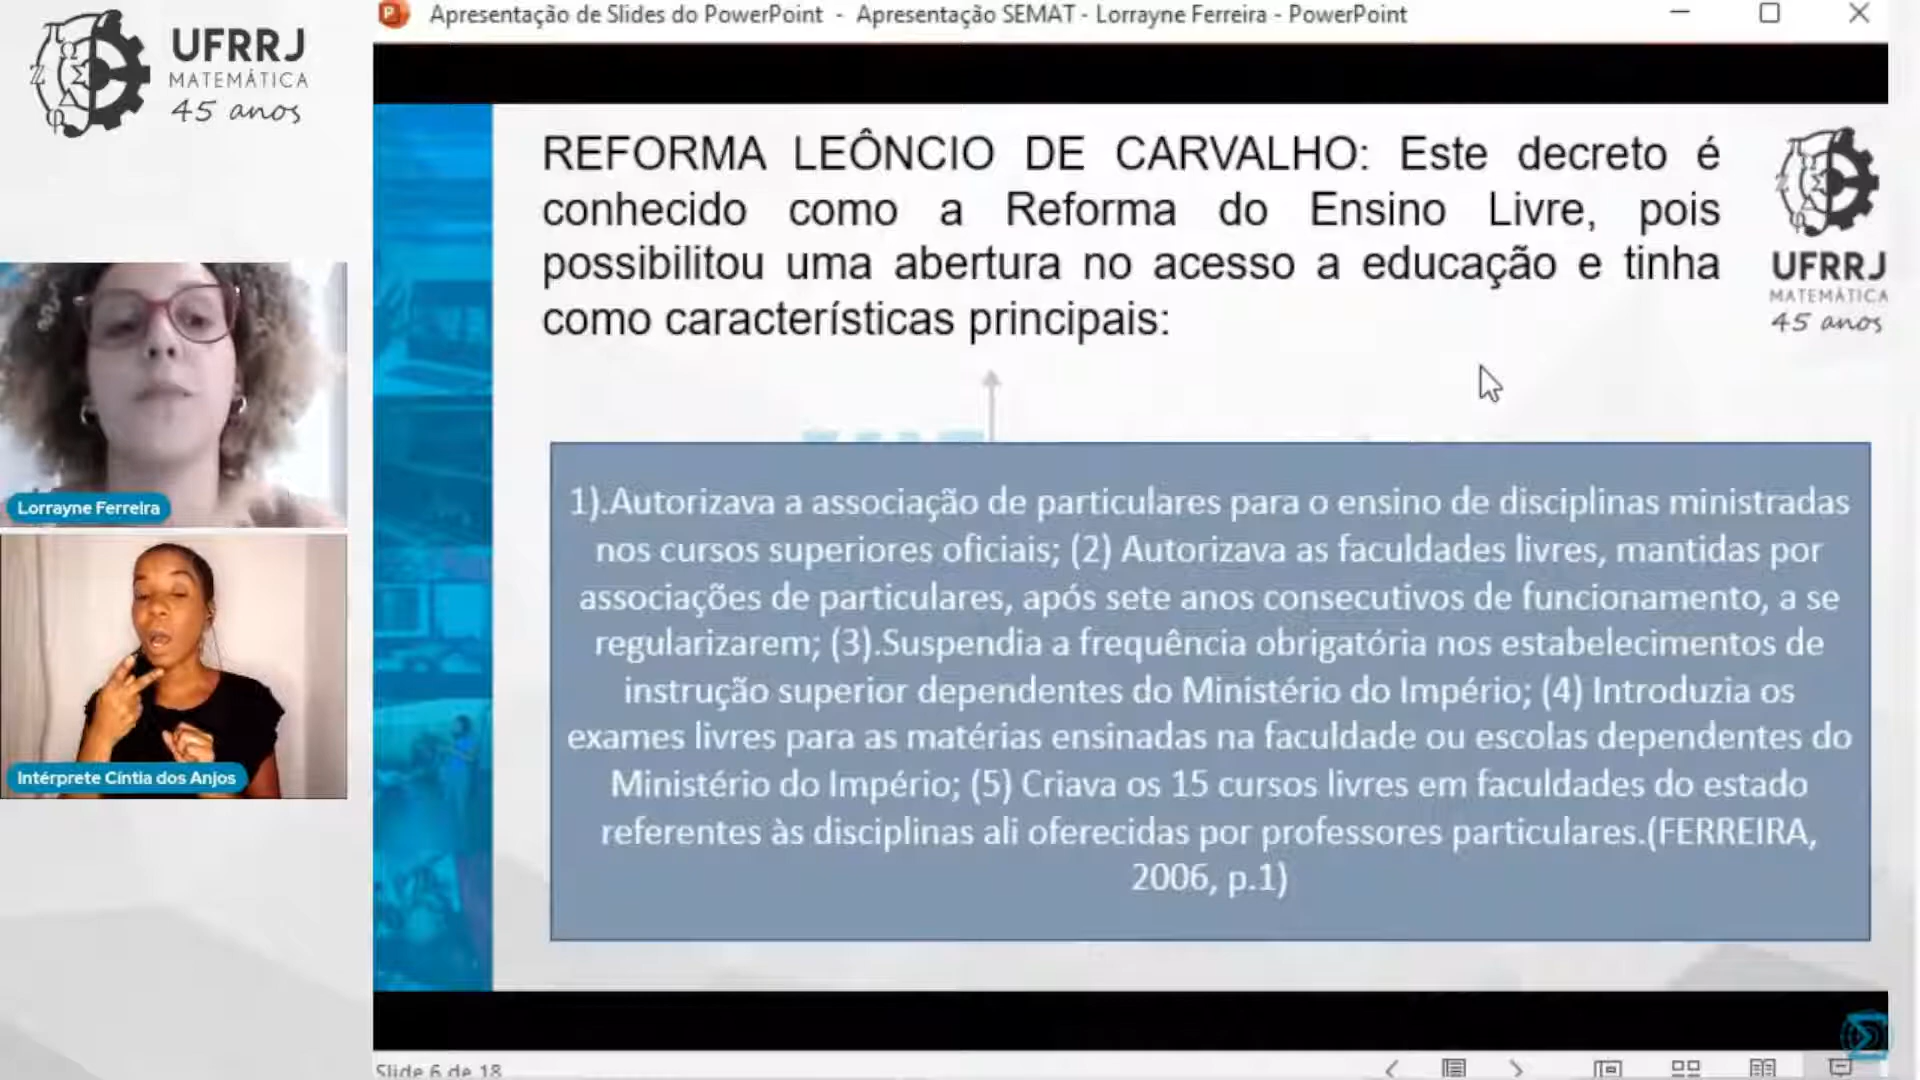 Apresentação de Slides do PowerPoint - Apresentação SEMAT - Lorrayne Ferreira - PowerPoint
UFRRJ
MATEMÁTICA
45 anos
REFORMA LEÔNCIO DE CARVALHO: Este decreto é
conhecido como a Reforma do Ensino Livre, pois
possibilitou uma abertura no acesso a educação e tinha
como características principais:
UFRRJ
MATEMÁTICA
45 anos
1).Autorizava a associação de particulares para o ensino de disciplinas ministradas
nos cursos superiores oficiais; (2) Autorizava as faculdades livres, mantidas por
associações de particulares, após sete anos consecutivos de funcionamento, a se
regularizarem; (3).Suspendia a frequência obrigatória nos estabelecimentos de
instrução superior dependentes do Ministério do Império; (4) Introduzia os
exames livres para as matérias ensinadas na faculdade ou escolas dependentes do
Ministério do Império; (5) Criava os 15 cursos livres em faculdades do estado
referentes às disciplinas ali oferecidas por professores particulares.(FERREIRA,
2006, p.1)
Lorrayne Ferreira
Intérprete Cíntia dos Anjos
Slide 6 de 18